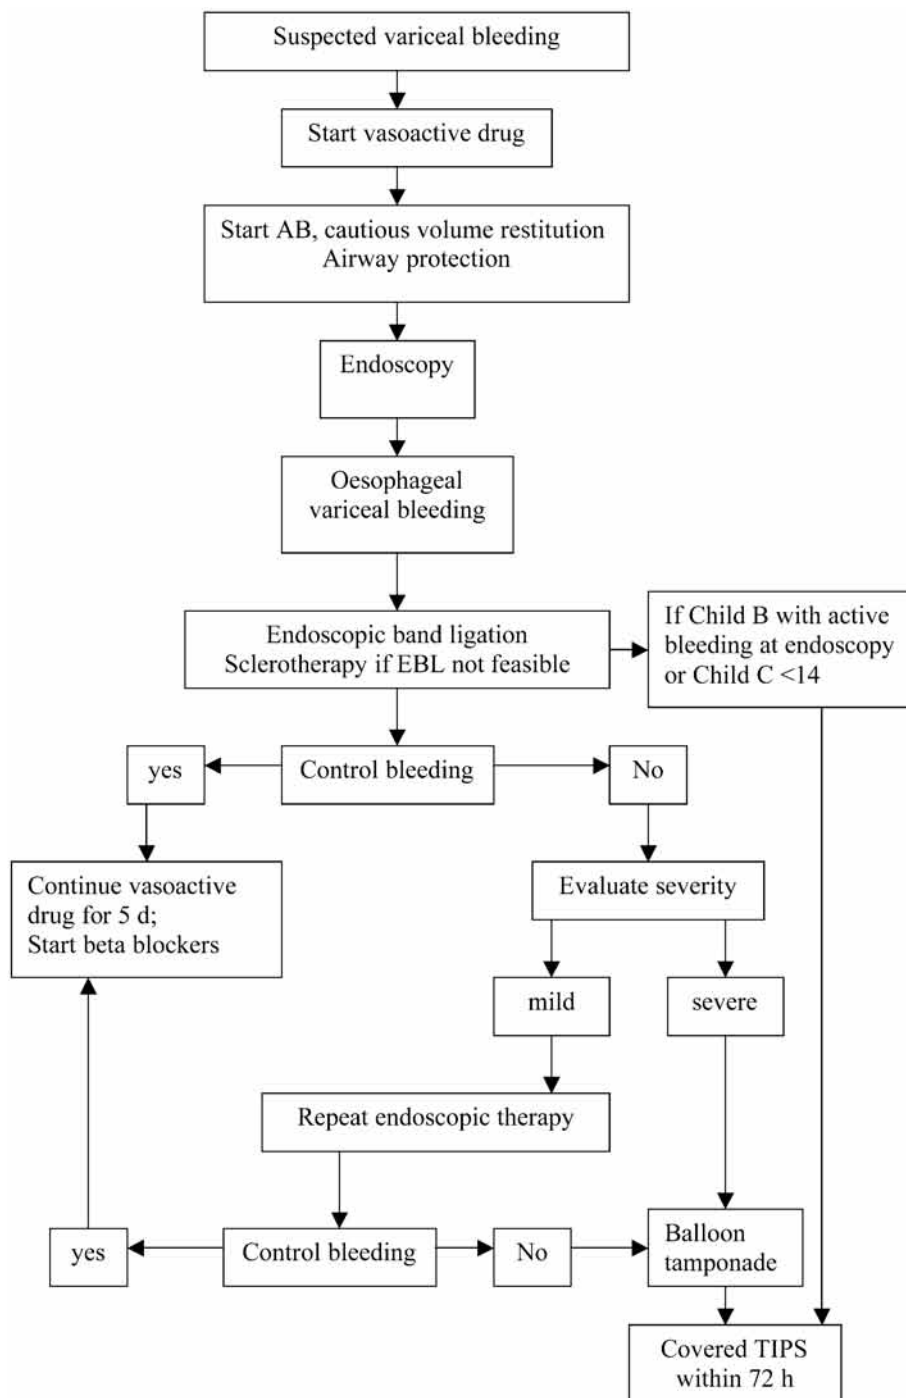 Suspected variceal bleeding
Start vasoactive drug
Start AB, cautious volume restitution
Airway protection
Endoscopy
Oesophageal
variceal bleeding
Endoscopic band ligation
Sclerotherapy if EBL not feasible
If Child B with active
bleeding at endoscopy
or Child C <14
yes
Control bleeding
No
Continue vasoactive
drug for 5 d;
Start beta blockers
Evaluate severity
mild
severe
Repeat endoscopic therapy
yes
Control bleeding
No
Balloon
tamponade
Covered TIPS
within 72 h